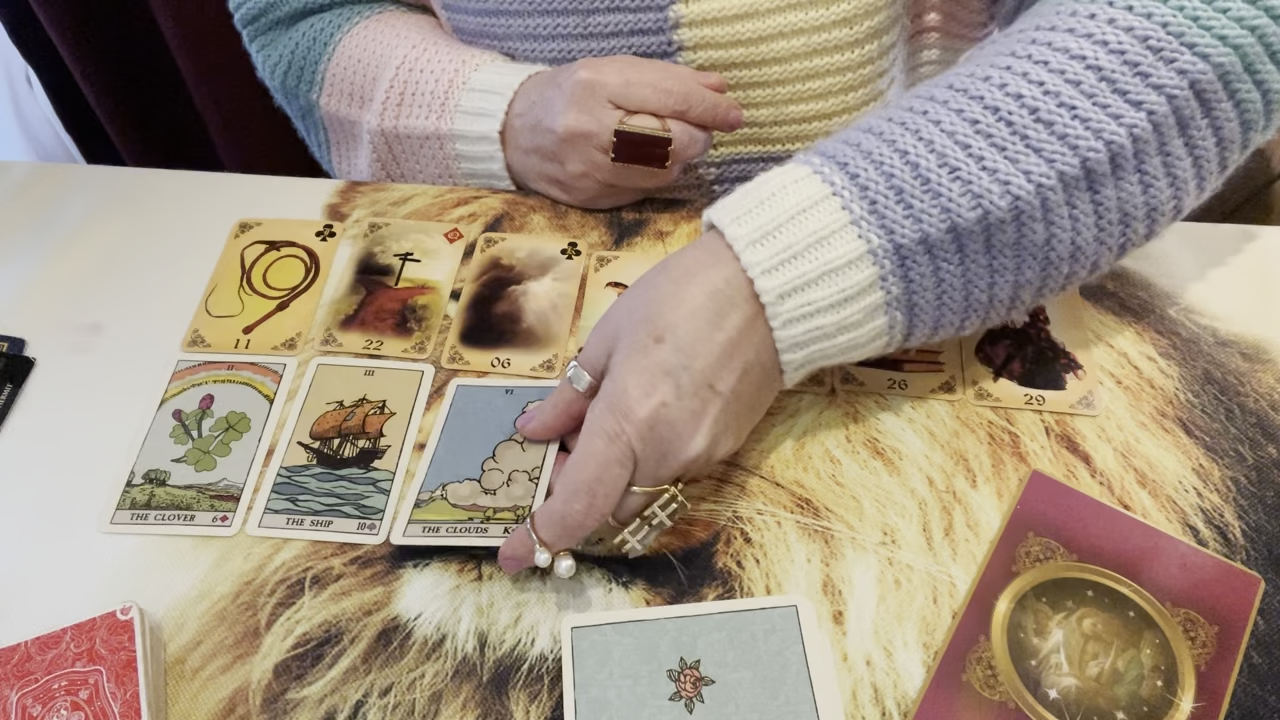 11
22
06
26
29
II
THE CLOVER 6
III
THE SHIP 10
VI
THE CLOUDS K